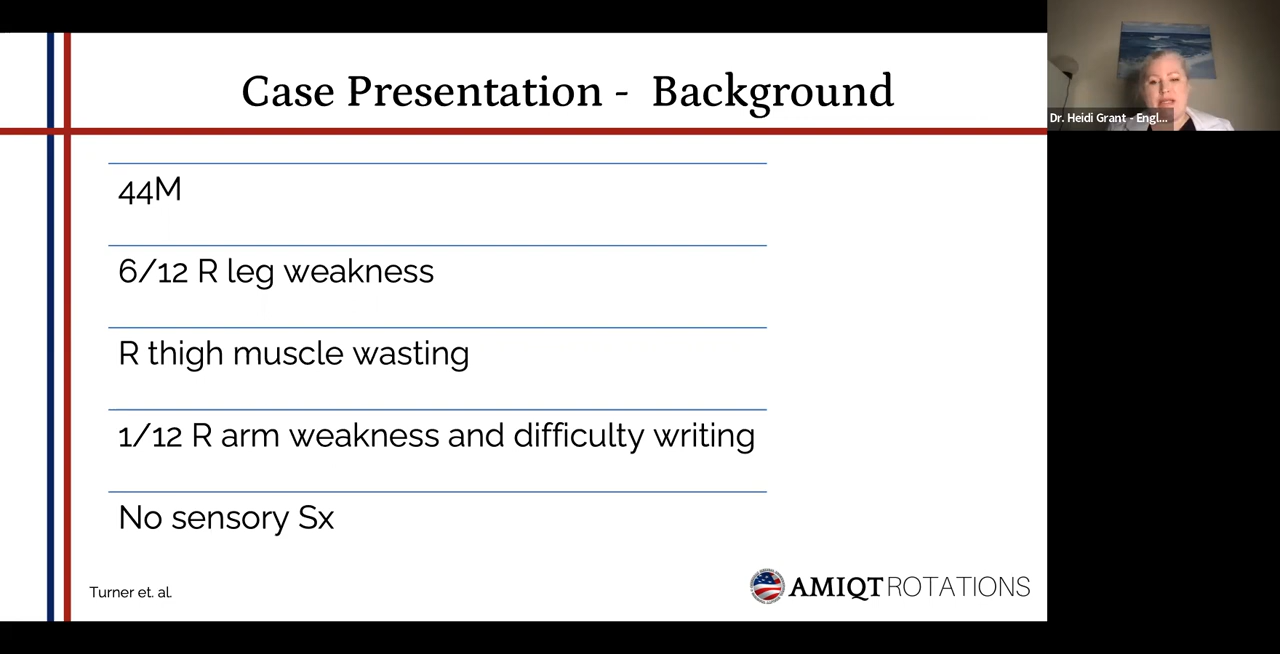 Case Presentation - Background
44M
6/12 R leg weakness
R thigh muscle wasting
1/12 R arm weakness and difficulty writing
No sensory Sx
Turner et. al.
AMIQT ROTATIONS
Dr. Heidi Grant - Engl...